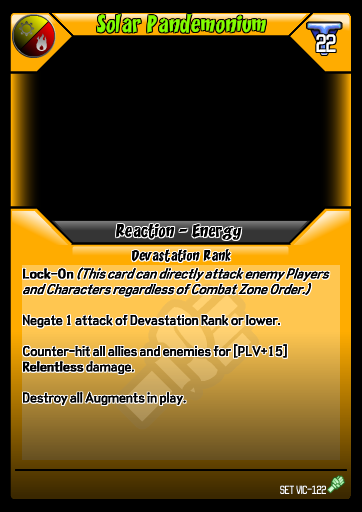 Solar Pandemonium
22
Reaction - Energy
Devastation Rank
Lock-On (This card can directly attack enemy Players
and Characters regardless of Combat Zone Order.)
Negate 1 attack of Devastation Rank or lower.
Counter-hit all allies and enemies for [PLV+15]
Relentless damage.
Destroy all Augments in play.
SET VIC-122